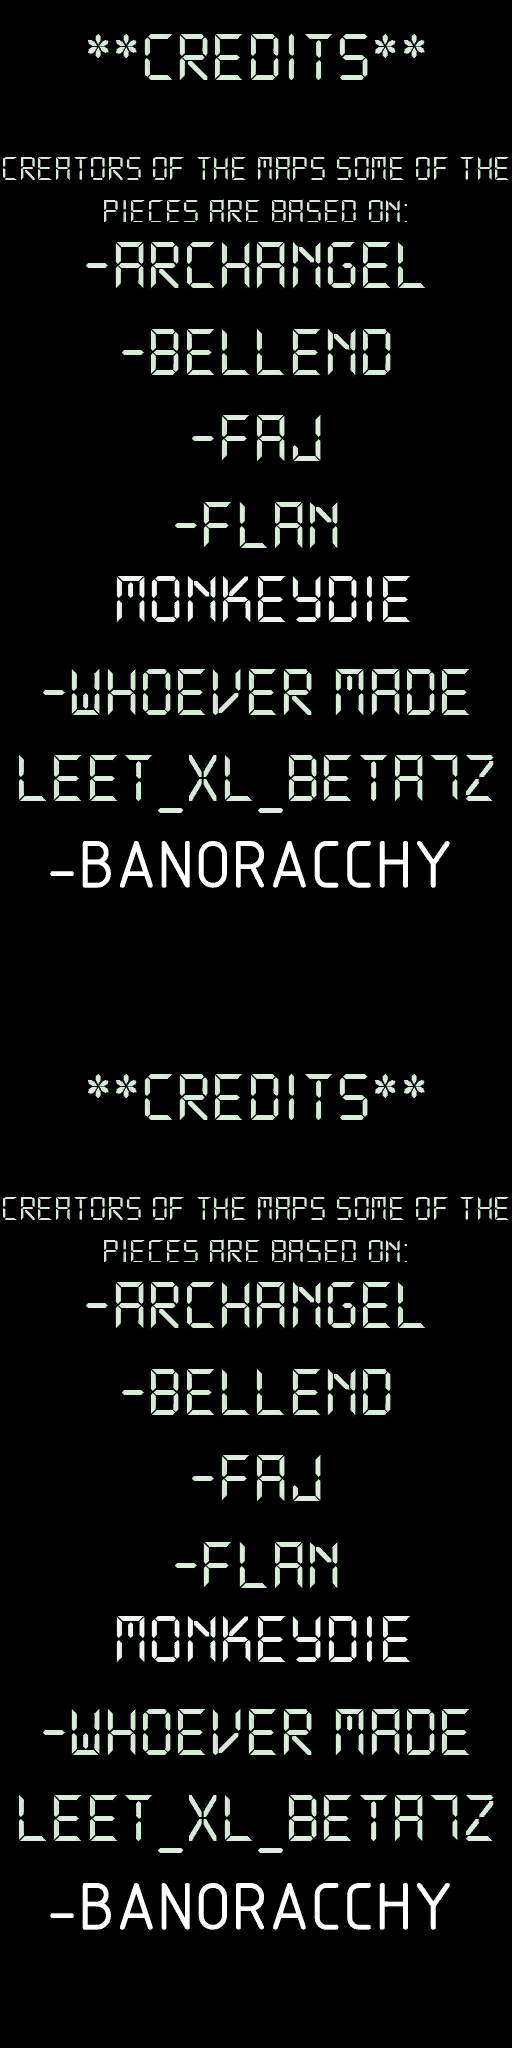 **CREDITS**
CREATORS OF THE MAPS SOME OF THE
PIECES ARE BASED ON:
-ARCHANGEL
-BELLEND
-FAJ
-FLAN
MONKEYDIE
-WHOEVER MADE
LEET_XL_BETA7Z
-BANORACCHY
**CREDITS**
CREATORS OF THE MAPS SOME OF THE
PIECES ARE BASED ON:
-ARCHANGEL
-BELLEND
-FAJ
-FLAN
MONKEYDIE
-WHOEVER MADE
LEET_XL_BETA7Z
-BANORACCHY